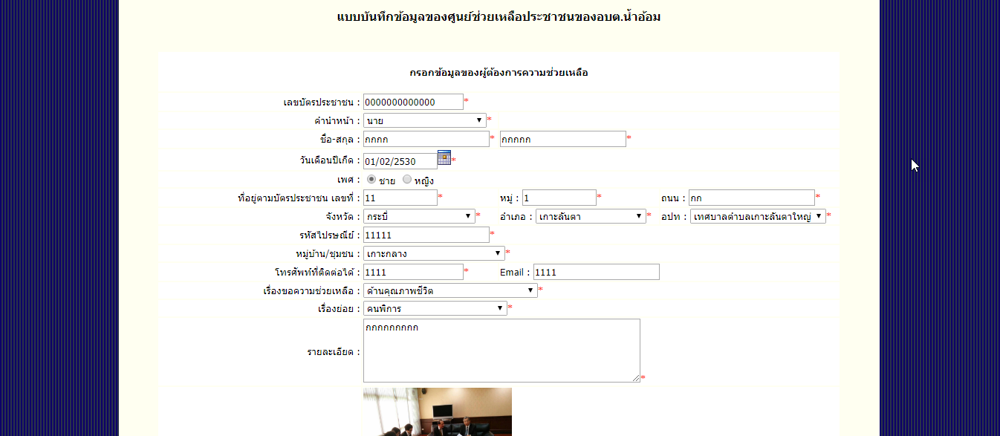 แบบบันทึกข้อมูลของศูนย์ช่วยเหลือประชาชนของอบต.น้ำอ้อม
กรอกข้อมูลของผู้ต้องการความช่วยเหลือ
เลขบัตรประชาชน : 0000000000000 *
คำนำหน้า : นาย *
ชื่อ-สกุล : กกกก * กกกกก *
วันเดือนปีเกิด : 01/02/2530 *
เพศ : ชาย หญิง
ที่อยู่ตามบัตรประชาชน เลขที่ : 11 * หมู่ : 1 * ถนน : กก *
จังหวัด : กระบี่ * อำเภอ : เกาะลันตา * อปท : เทศบาลตำบลเกาะลันตาใหญ่ *
รหัสไปรษณีย์ : 11111 *
หมู่บ้าน/ชุมชน : เกาะกลาง *
โทรศัพท์ที่ติดต่อได้ : 1111 * Email : 1111
เรื่องขอความช่วยเหลือ : ด้านคุณภาพชีวิต *
เรื่องย่อย : คนพิการ *
รายละเอียด : กกกกกกกกก *